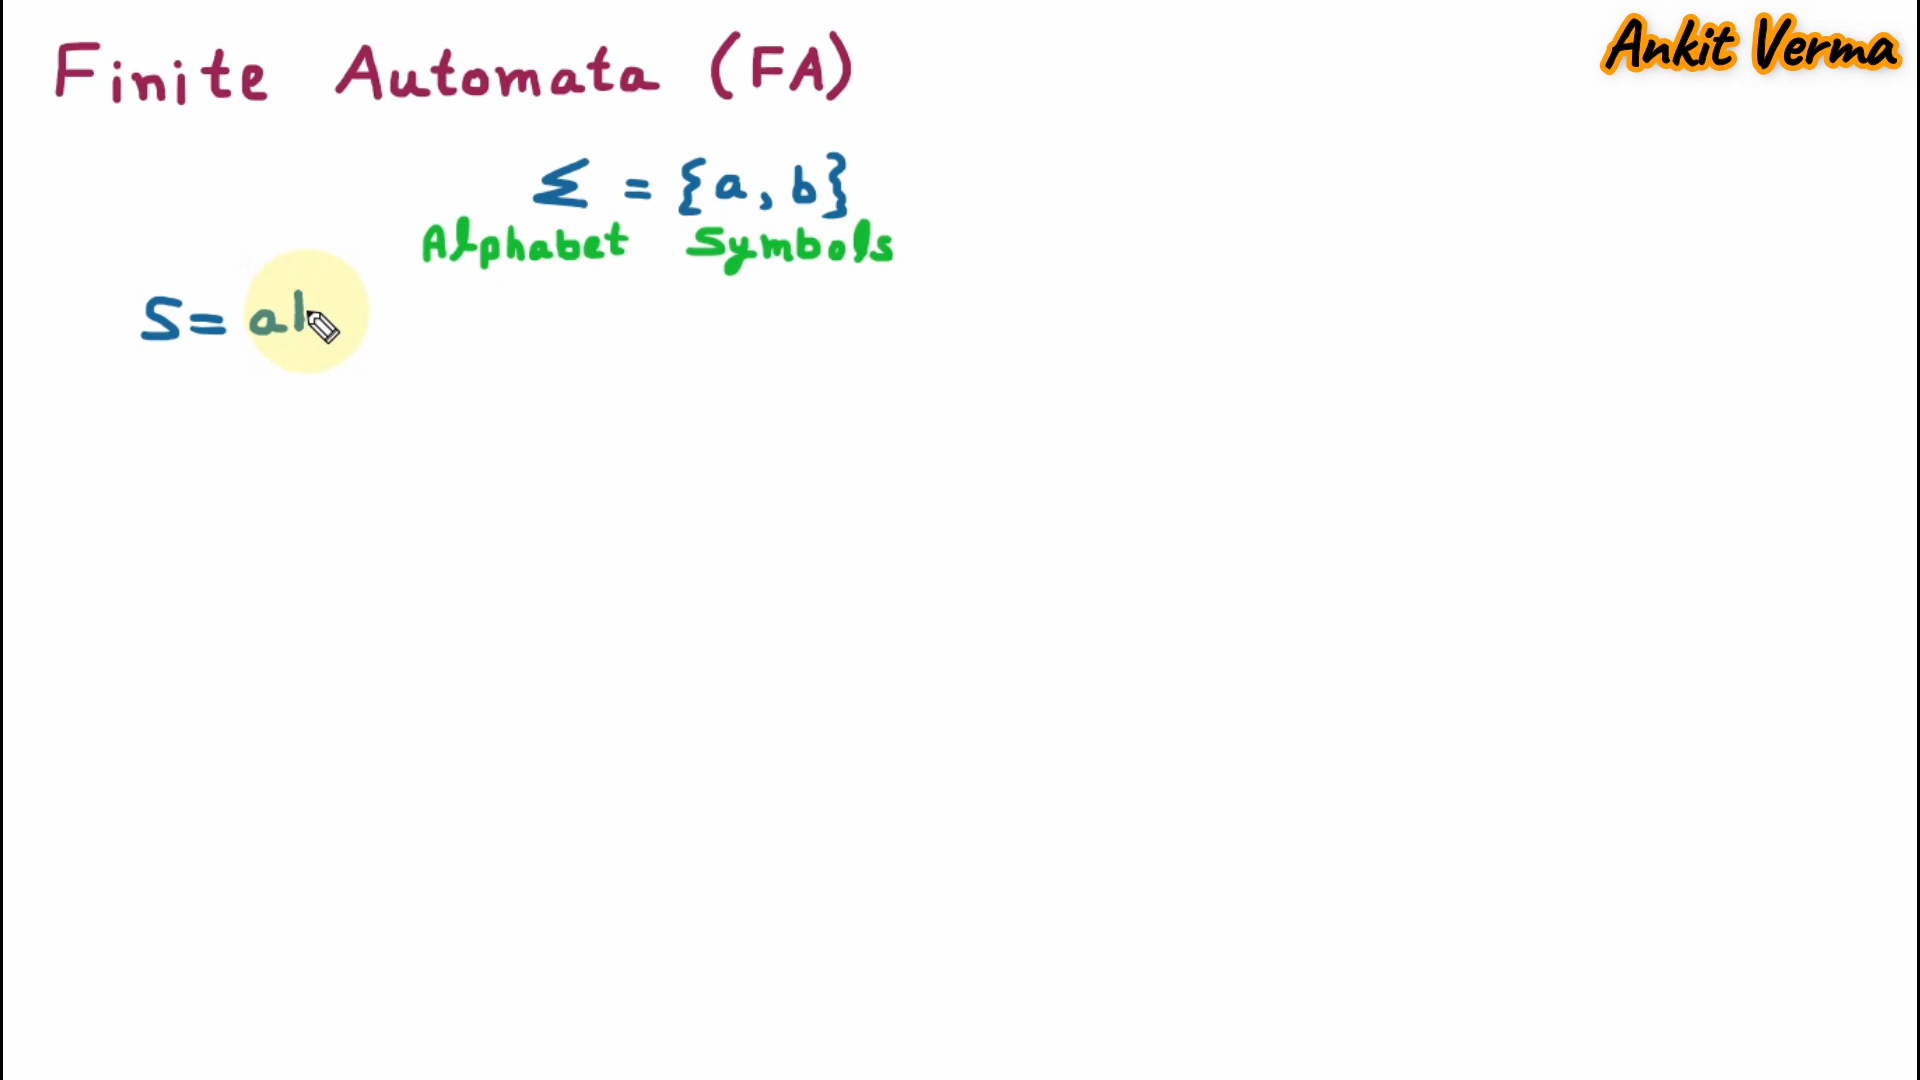 Ankit Verma
Finite Automata (FA)
Σ = {a, b}
Alphabet Symbols
S= a